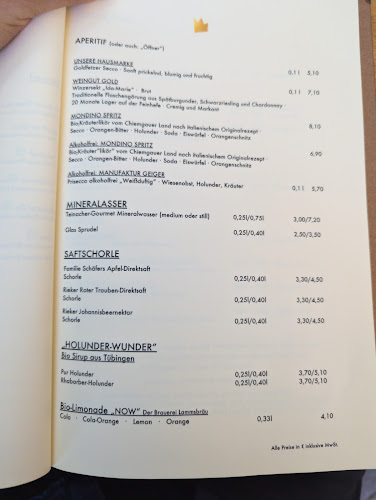 APERITIF (oder auch: „Öffner")
UNSERE HAUSMARKE
Goldfetzer Secco · Sanft prickelnd, blumig und fruchtig 0,1 l 5,10
WEINGUT GOLD
Winzersekt „Ida-Marie" · Brut 0,1 l 7,10
Traditionelle Flaschengärung aus Spätburgunder, Schwarzriesling und Chardonnay ·
20 Monate Lager auf der Feinhefe · Cremig und Markant
MONDINO SPRITZ
Bio-Kräuterlikör vom Chiemgauer Land nach italienischem Originalrezept · 8,10
Secco · Orangen-Bitter · Holunder · Soda · Eiswürfel · Orangenschnitz
Alkoholfrei: MONDINO SPRITZ
Bio-Kräuter"likör" vom Chiemgauer Land nach italienischem Originalrezept · 6,90
Secco · Orangen-Bitter · Holunder · Soda · Eiswürfel · Orangenschnitz
Alkoholfrei: MANUFAKTUR GEIGER
Prisecco alkoholfrei „Weißduftig" · Wiesenobst, Holunder, Kräuter 0,1 l 5,70
MINERALASSER
Teinacher-Gourmet Mineralwasser (medium oder still) 0,25l/0,75l 3,00/7,20
Glas Sprudel 0,25l/0,40l 2,50/3,50
SAFTSCHORLE
Familie Schäfers Apfel-Direktsaft
Schorle 0,25l/0,40l 3,30/4,50
Rieker Roter Trauben-Direktsaft
Schorle 0,25l/0,40l 3,30/4,50
Rieker Johannisbeernektar
Schorle 0,25l/0,40l 3,30/4,50
„HOLUNDER-WUNDER"
Bio Sirup aus Tübingen
Pur Holunder 0,25l/0,40l 3,70/5,10
Rhabarber-Holunder 0,25l/0,40l 3,70/5,10
Bio-Limonade „NOW" Der Brauerei Lammsbräu
Cola · Cola-Orange · Lemon · Orange 0,33l 4,10
Alle Preise in € inklusive MwSt.